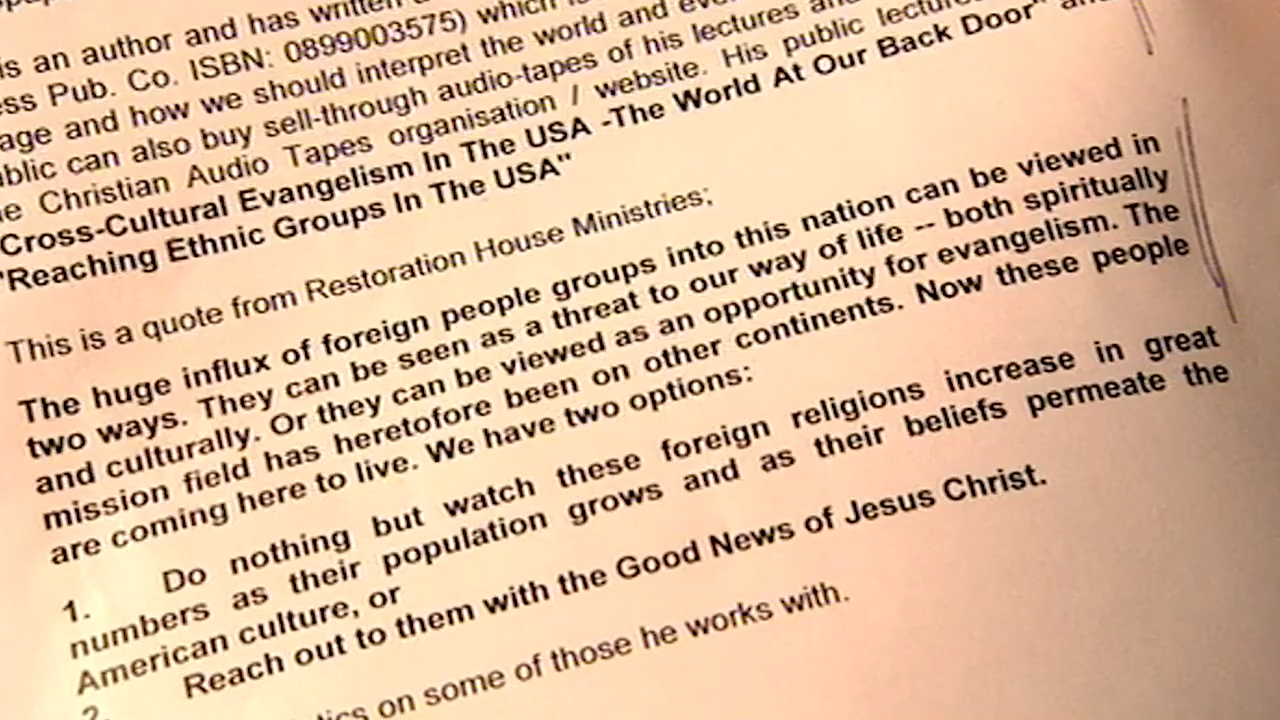 is an author and has written
ess Pub. Co. ISBN: 0899003575) which is
age and how we should interpret the world and
ublic can also buy sell-through audio-tapes of his lectures and
e Christian Audio Tapes organisation / website. His public
Cross-Cultural Evangelism In The USA -The World At Our Back Door" and
"Reaching Ethnic Groups In The USA"
This is a quote from Restoration House Ministries;
The huge influx of foreign people groups into this nation can be viewed in
two ways. They can be seen as a threat to our way of life -- both spiritually
and culturally. Or they can be viewed as an opportunity for evangelism. The
mission field has heretofore been on other continents. Now these people
are coming here to live. We have two options:
1. Do nothing but watch these foreign religions increase in great
numbers as their population grows and as their beliefs permeate the
American culture, or
2. Reach out to them with the Good News of Jesus Christ.
tics on some of those he works with.